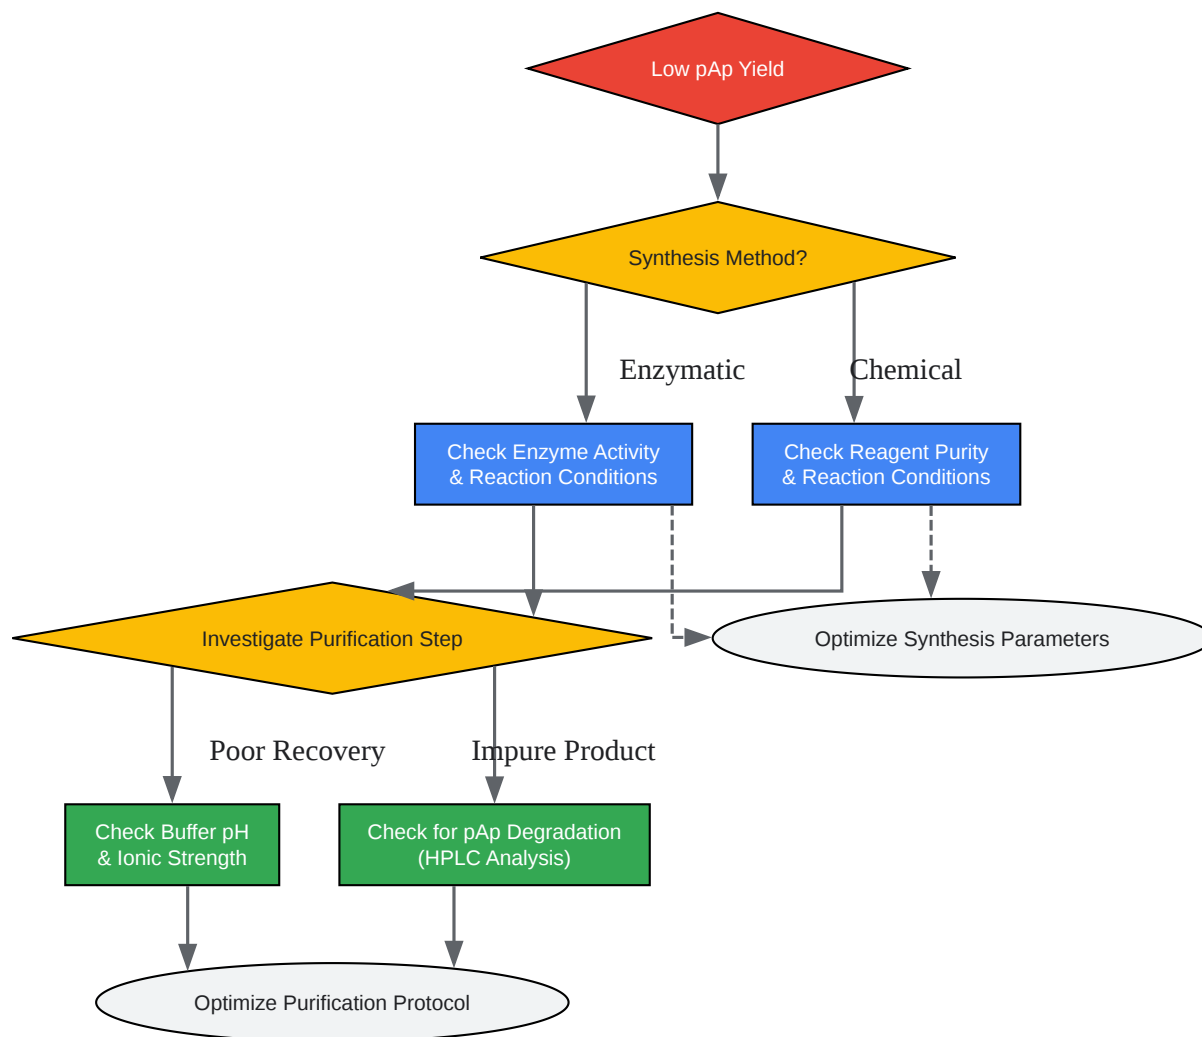 Low pAp Yield
Synthesis Method?
Enzymatic
Chemical
Check Enzyme Activity
& Reaction Conditions
Check Reagent Purity
& Reaction Conditions
Investigate Purification Step
Optimize Synthesis Parameters
Poor Recovery
Impure Product
Check Buffer pH
& Ionic Strength
Check for pAp Degradation
(HPLC Analysis)
Optimize Purification Protocol